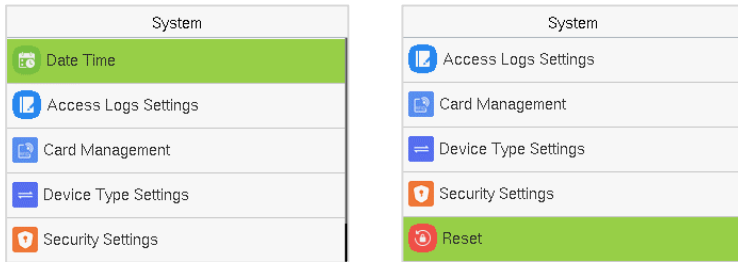 System
Date Time
Access Logs Settings
Card Management
Device Type Settings
Security Settings
System
Access Logs Settings
Card Management
Device Type Settings
Security Settings
Reset